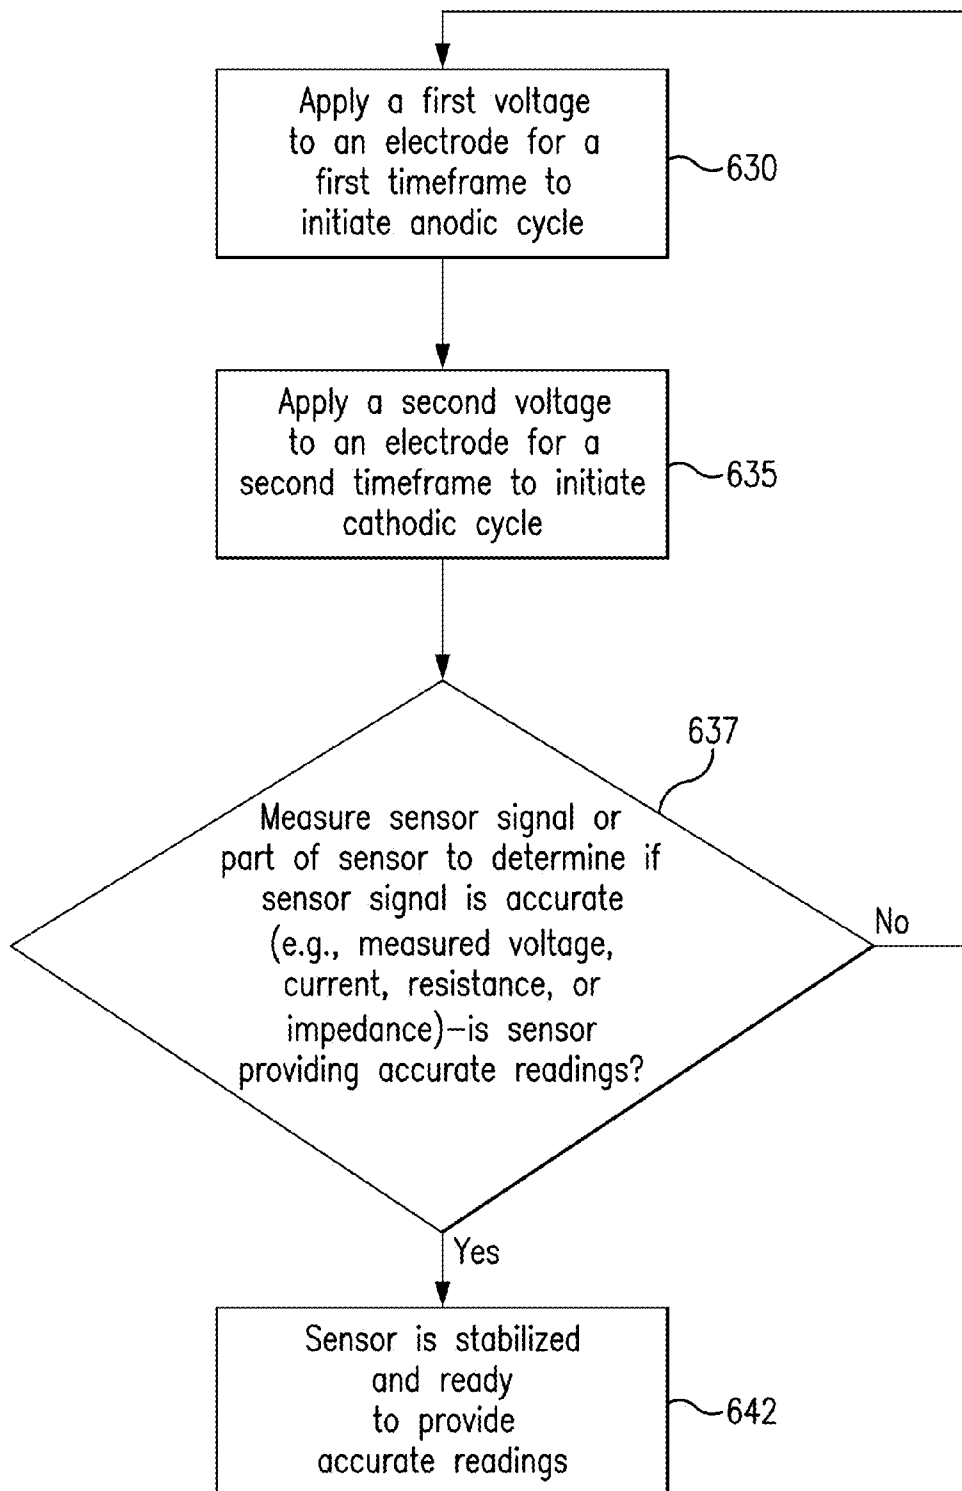 Apply a first voltage
to an electrode for a
first timeframe to
initiate anodic cycle
630
Apply a second voltage
to an electrode for a
second timeframe to initiate
cathodic cycle
635
637
Measure sensor signal or
part of sensor to determine if
sensor signal is accurate
(e.g., measured voltage,
current, resistance, or
impedance)–is sensor
providing accurate readings?
No
Yes
Sensor is stabilized
and ready
to provide
accurate readings
642